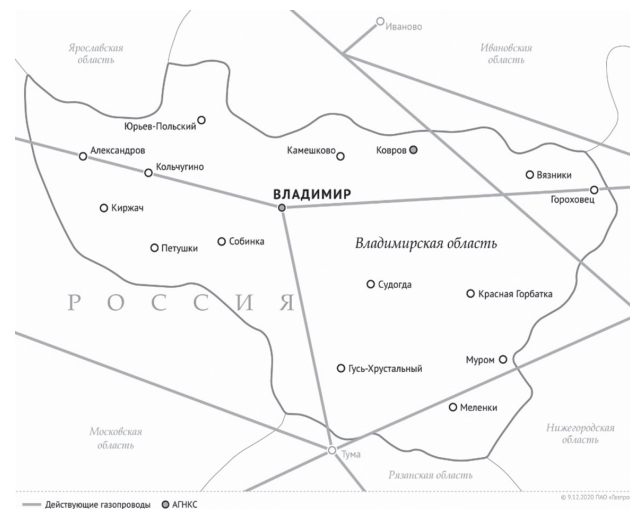 Иваново
Ярославская
область
Ивановская
область
Юрьев-Польский
Александров
Кольчугино
Камешково
Ковров
Вязники
Гороховец
ВЛАДИМИР
Киржач
Петушки
Собинка
Владимирская область
РОССИЯ
Судогда
Красная Горбатка
Гусь-Хрустальный
Муром
Меленки
Московская
область
Нижегородская
область
Тума
Рязанская область
© 9.12.2020 ПАО «Газпро
Действующие газопроводы
АГНКС